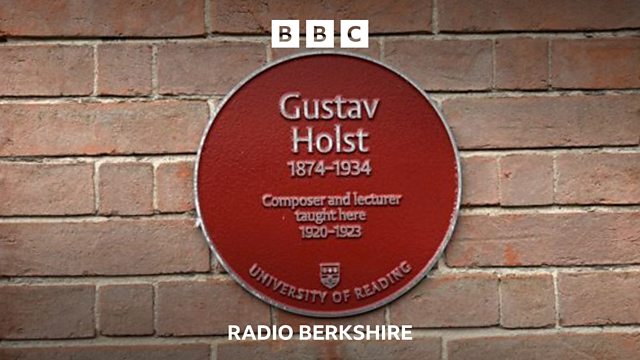 BBC
Gustav
Holst
1874-1934
Composer and lecturer
taught here
1920-1923
UNIVERSITY OF READING
RADIO BERKSHIRE